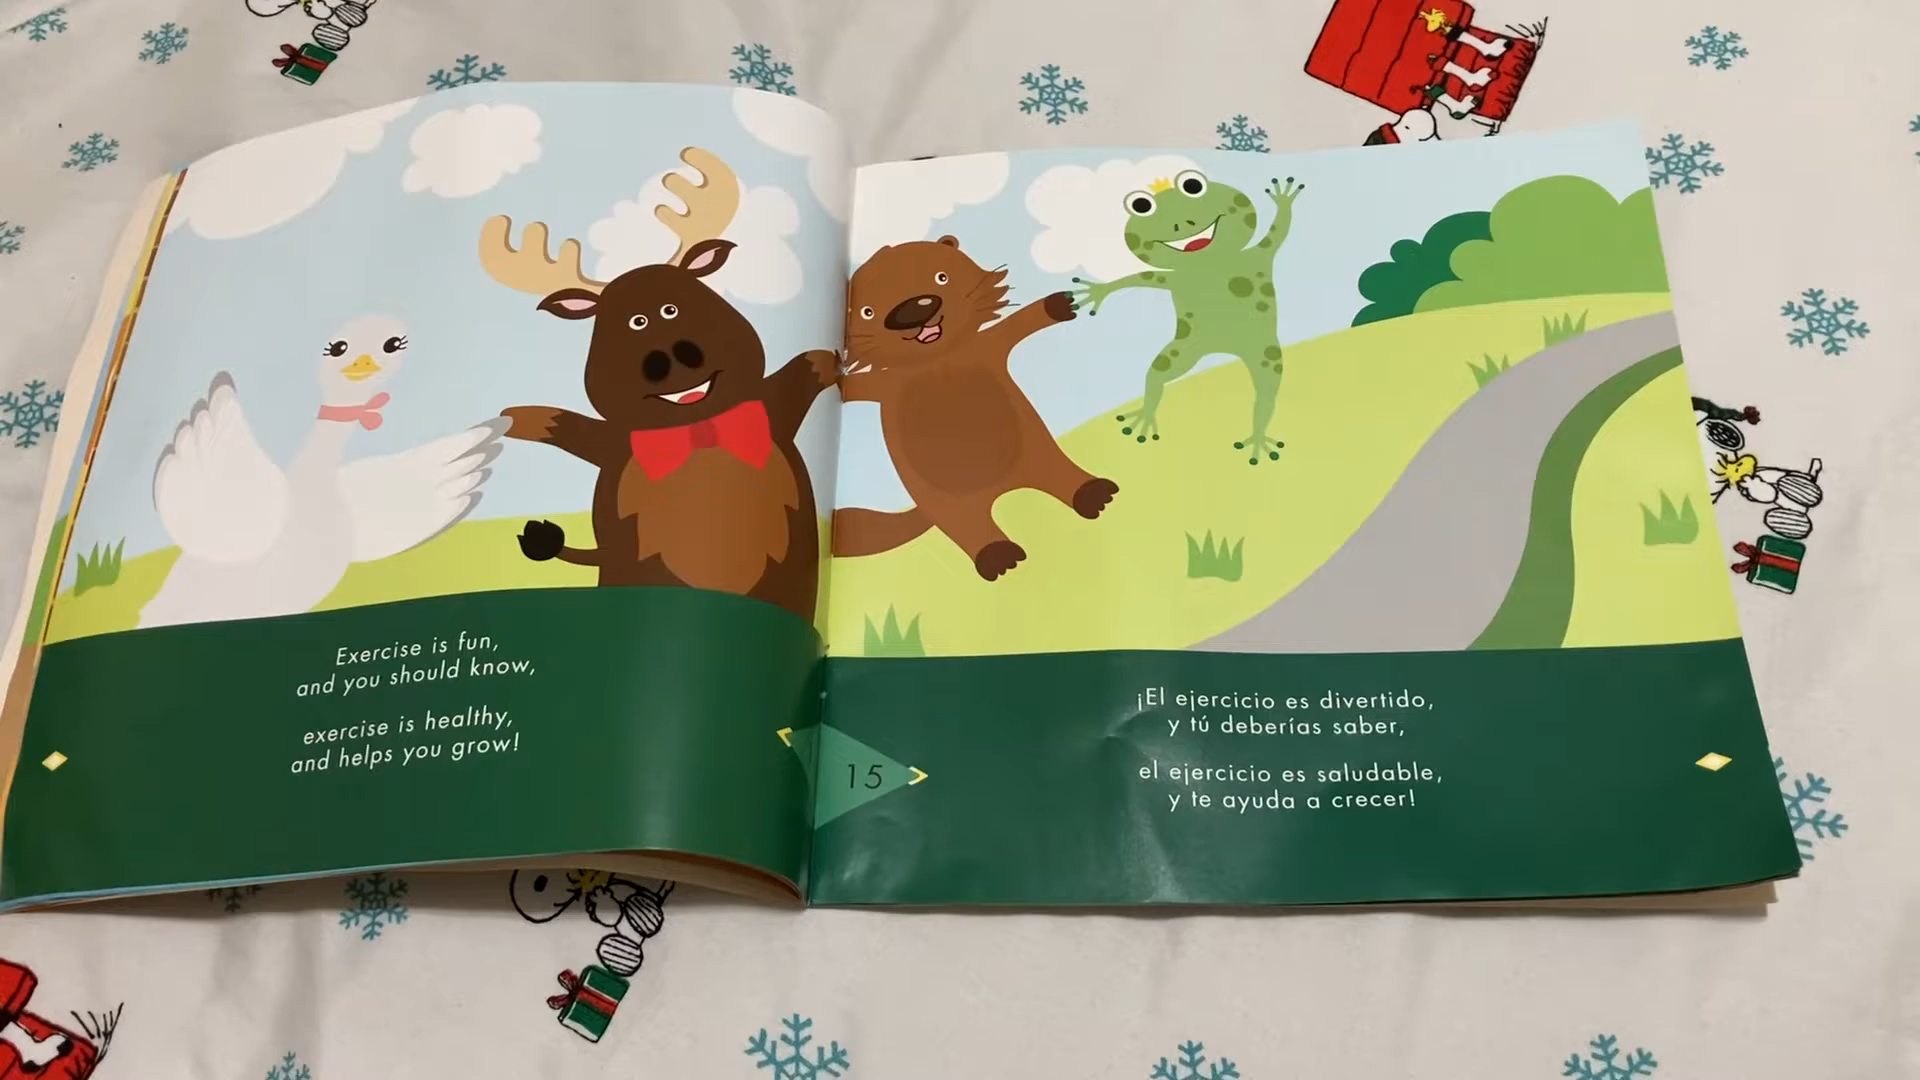 Exercise is fun,
and you should know,
exercise is healthy,
and helps you grow!
15
¡El ejercicio es divertido,
y tú deberías saber,
el ejercicio es saludable,
y te ayuda a crecer!